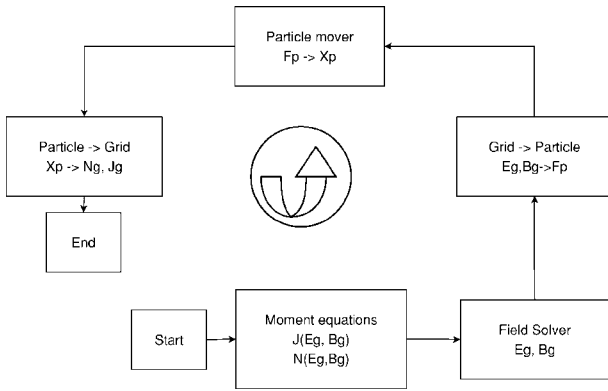 Particle mover
Fp -> Xp
Particle -> Grid
Xp -> Ng, Jg
Grid -> Particle
Eg,Bg->Fp
End
Start
Moment equations
J(Eg, Bg)
N(Eg,Bg)
Field Solver
Eg, Bg